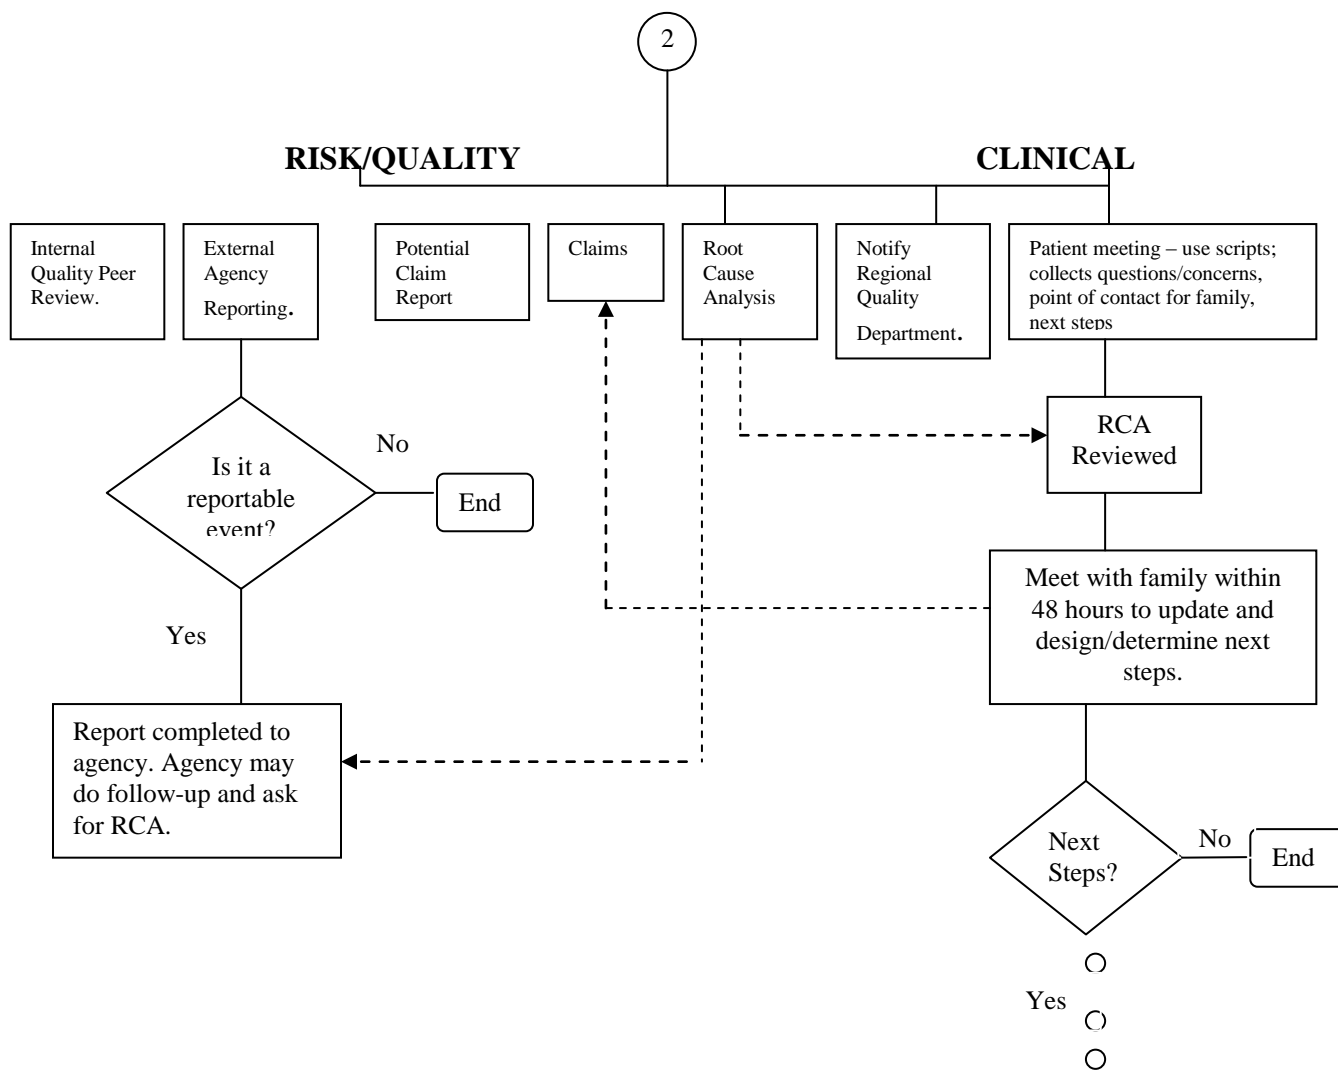 2
RISK/QUALITY
CLINICAL
Internal
Quality Peer
Review.
External
Agency
Reporting.
Potential
Claim
Report
Claims
Root
Cause
Analysis
Notify
Regional
Quality
Department.
Patient meeting – use scripts;
collects questions/concerns,
point of contact for family,
next steps
RCA
Reviewed
No
Is it a
reportable
event?
End
Meet with family within
48 hours to update and
design/determine next
steps.
Yes
Report completed to
agency. Agency may
do follow-up and ask
for RCA.
Next
Steps?
No
End
Yes